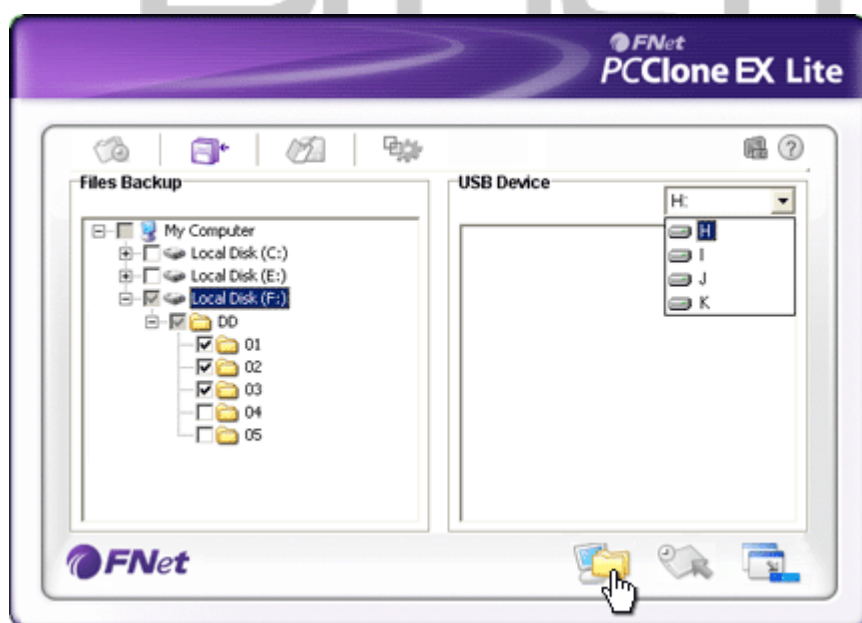 FNet
PCClone EX Lite
Files Backup
USB Device
H:
H
I
J
K
My Computer
Local Disk (C:)
Local Disk (E:)
Local Disk (F:)
DD
01
02
03
04
05
FNet